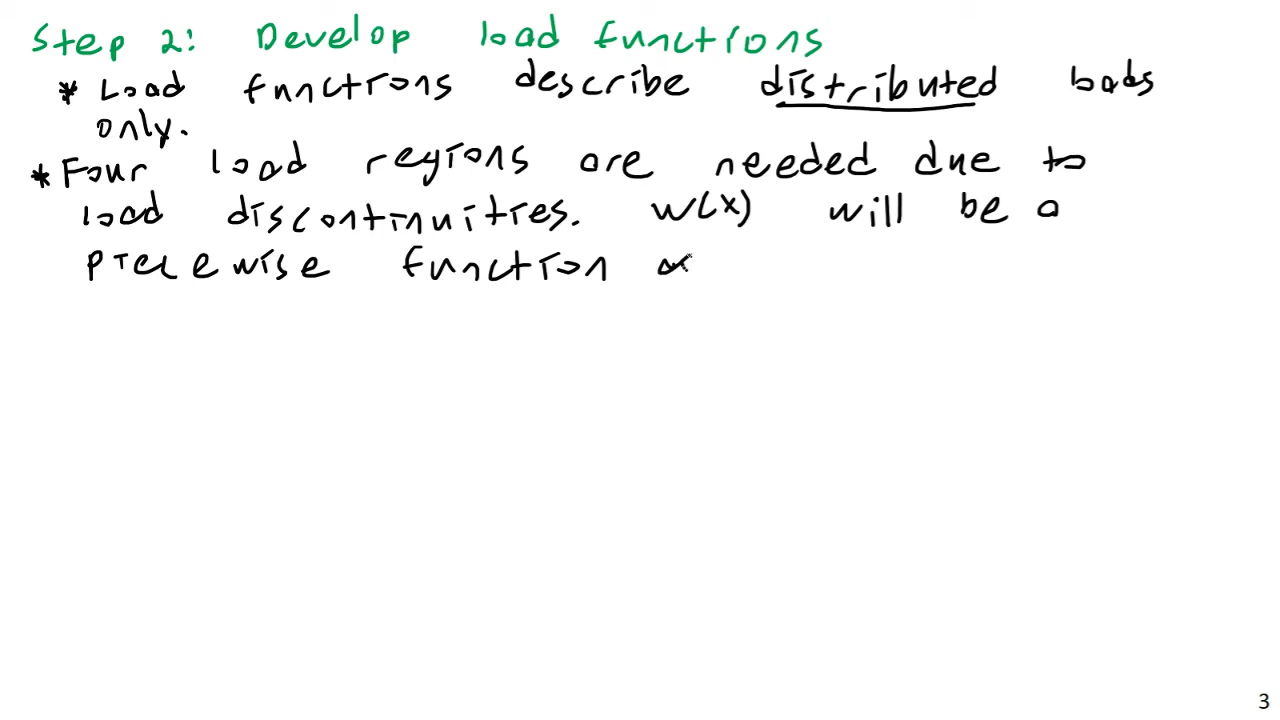 Step 2: Develop load functions
* Load functions describe distributed loads
only.
* Four load regions are needed due to
load discontinuities. w(x) will be a
piecewise function
3